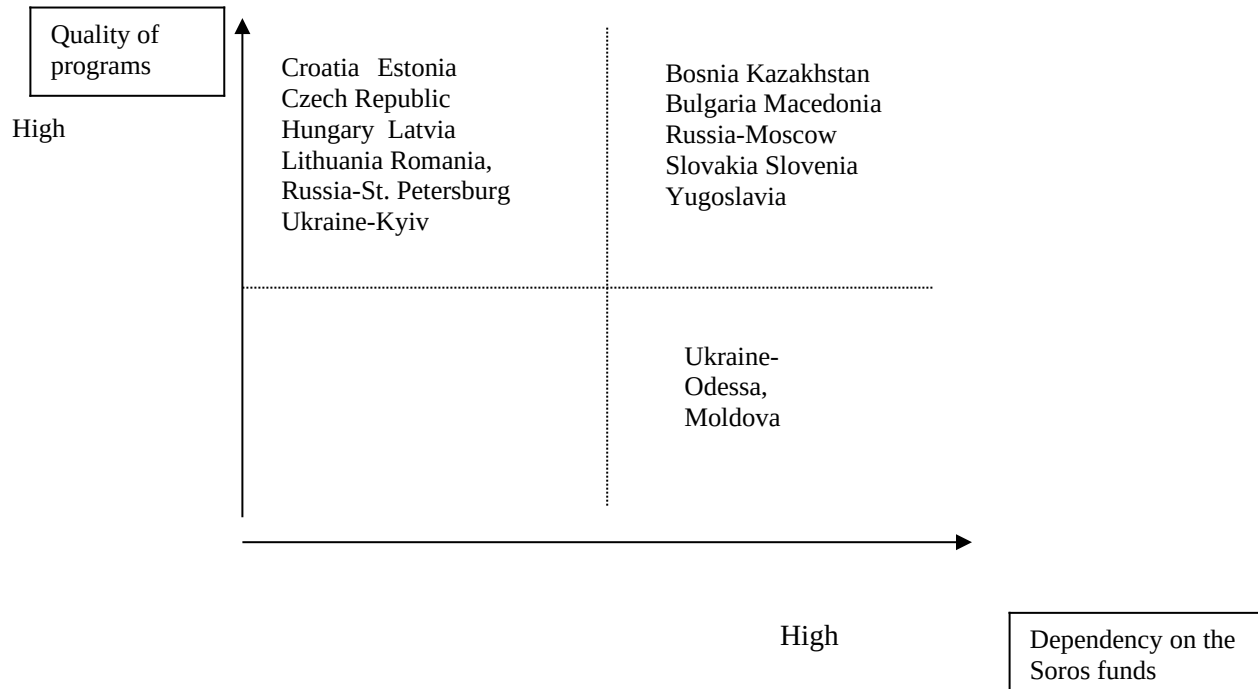 Quality of
programs
High
Croatia Estonia
Czech Republic
Hungary Latvia
Lithuania Romania,
Russia-St. Petersburg
Ukraine-Kyiv
Bosnia Kazakhstan
Bulgaria Macedonia
Russia-Moscow
Slovakia Slovenia
Yugoslavia
Ukraine-
Odessa,
Moldova
High
Dependency on the
Soros funds